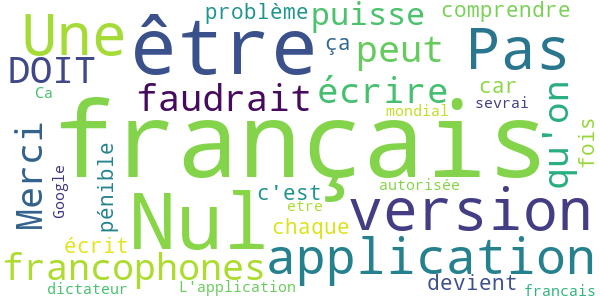 problème puisse comprendre
Une être ça peut Pas
DOIT
Ca faudrait écrire car sevrai
français mondial qu'on fois
Merci Google pénible Nul c'est autorisée
etre chaque version
écrit application
francophones devient
dictateur L'application francais